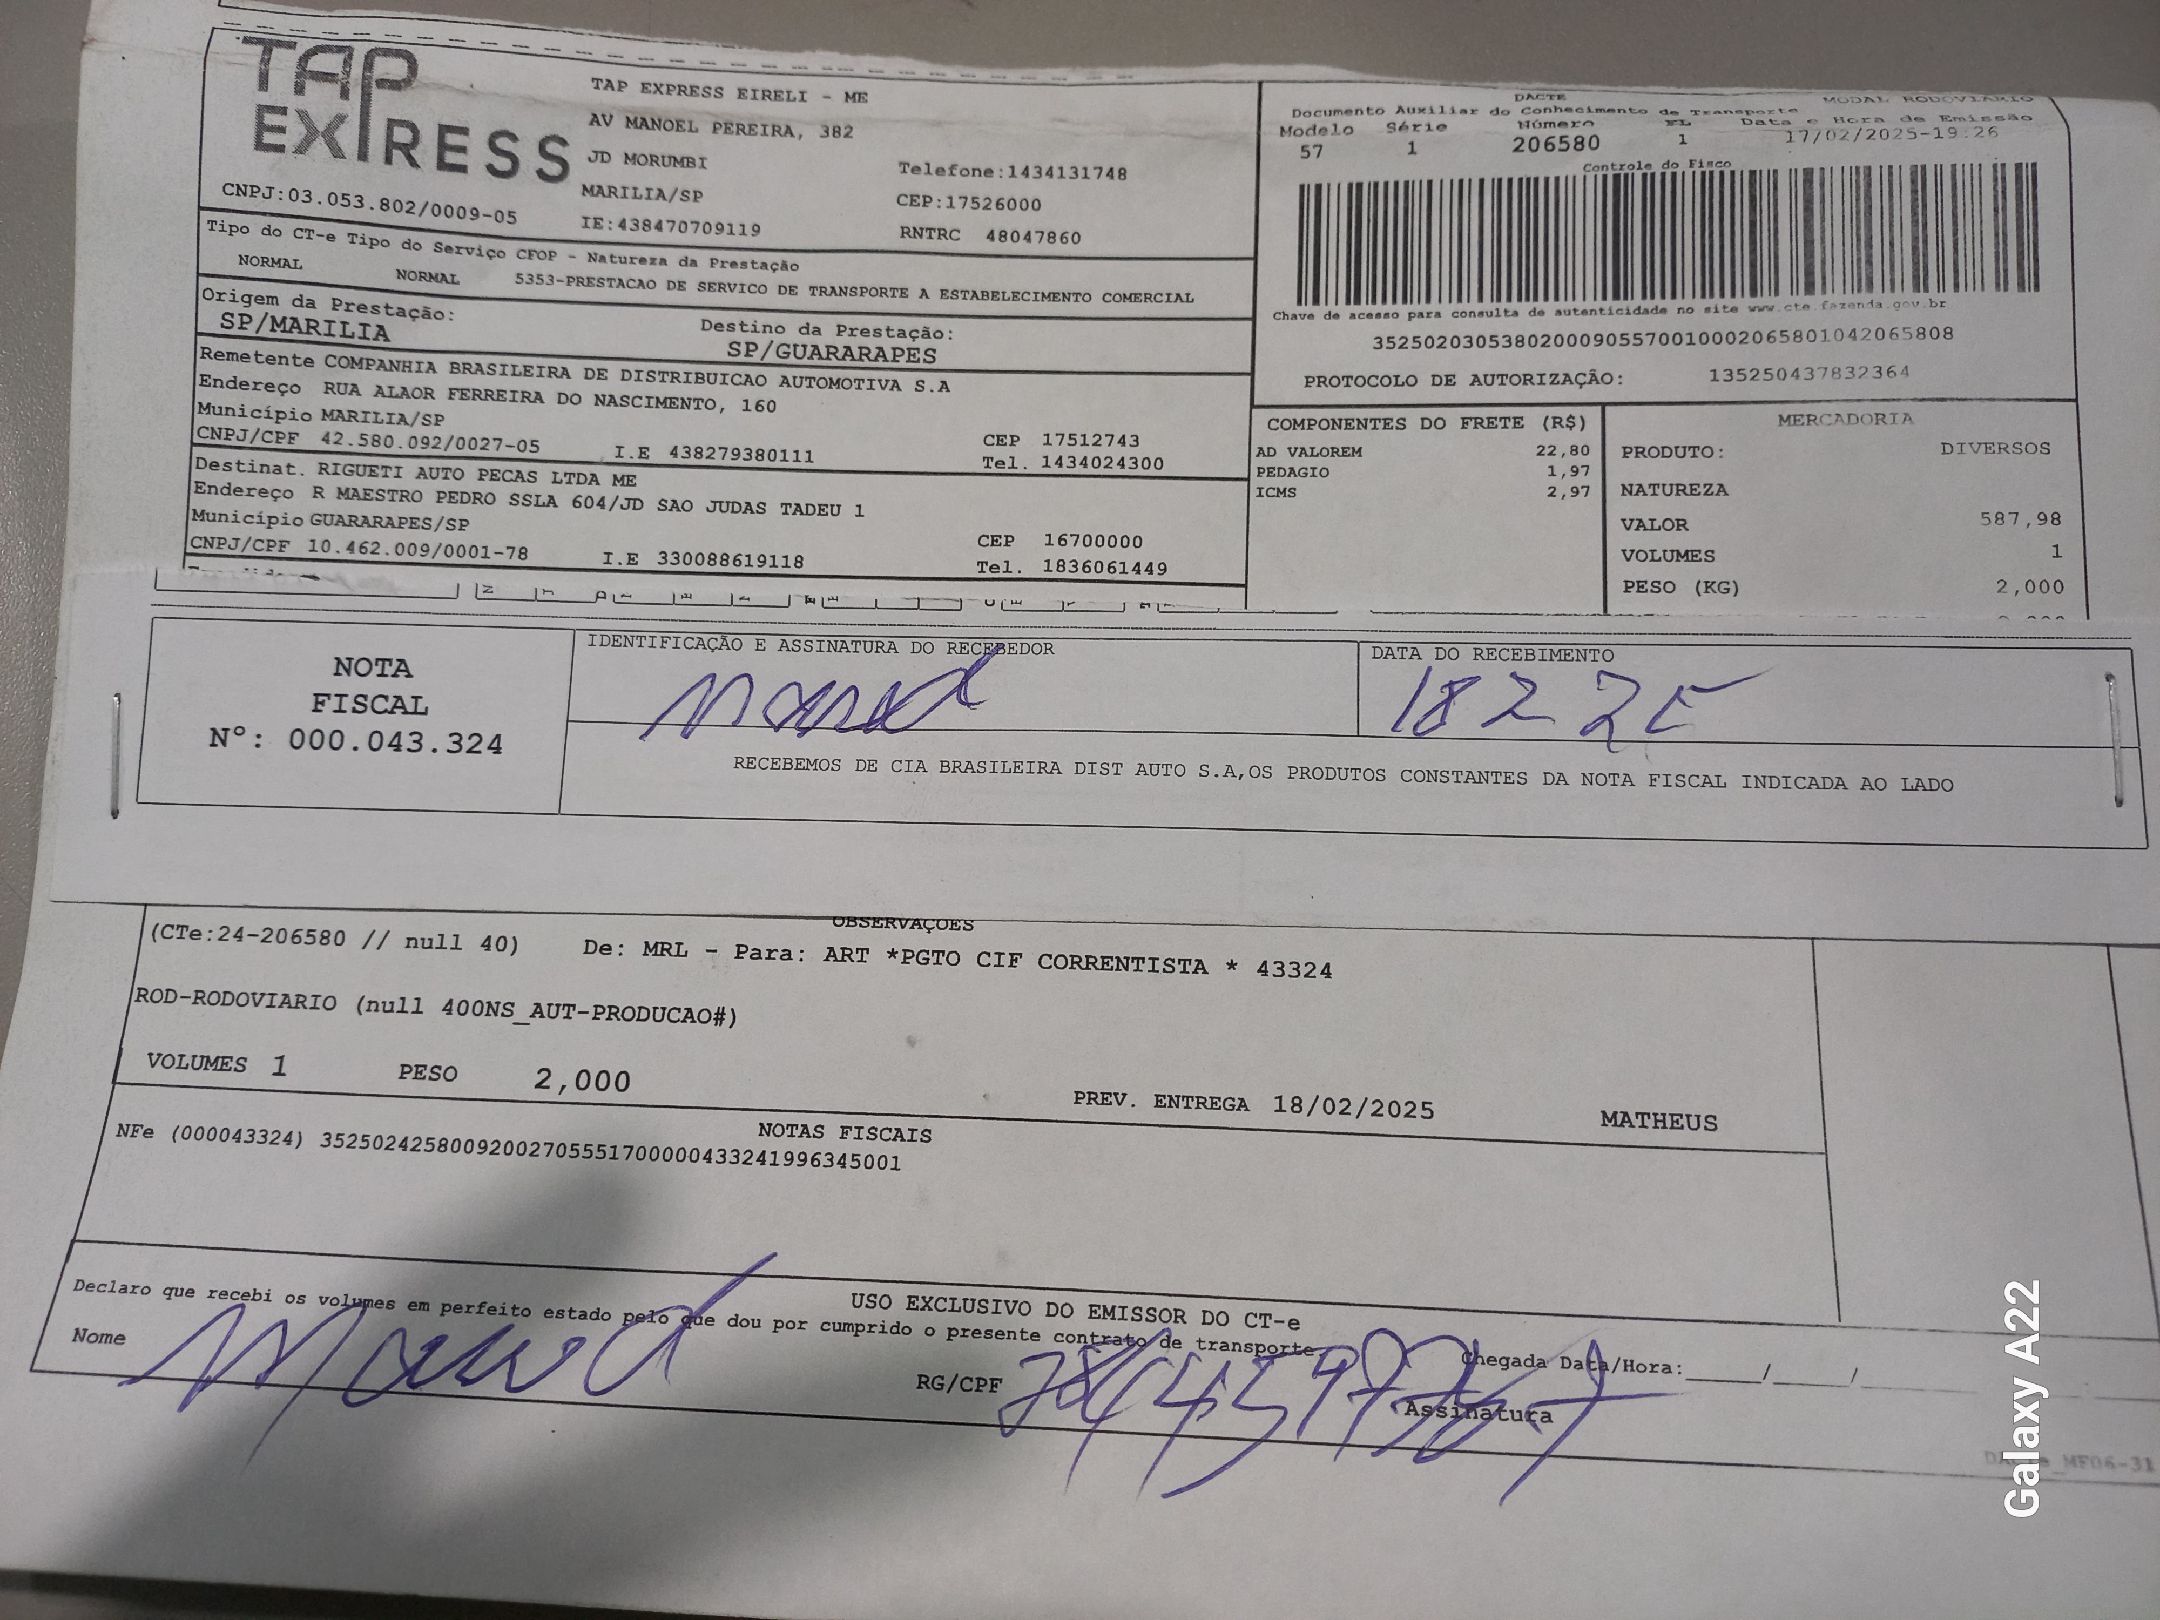 TAP EXPRESS
TAP EXPRESS EIRELI - ME
AV MANOEL PEREIRA, 382
JD MORUMBI
Telefone:1434131748
MARILIA/SP
CEP:17526000
CNPJ:03.053.802/0009-05
IE:438470709119
RNTRC 48047860
DACTE
MODAL RODOVIARIO
Documento Auxiliar do Conhecimento de Transporte
Modelo Série Número FL Data e Hora de Emissão
57 1 206580 1 17/02/2025-19:26
Controle do Fisco
Chave de acesso para consulta de autenticidade no site www.cte.fazenda.gov.br
35250203053802000905570010002065801042065808
PROTOCOLO DE AUTORIZAÇÃO: 135250437832364
Tipo do CT-e Tipo do Serviço CFOP - Natureza da Prestação
NORMAL NORMAL 5353-PRESTACAO DE SERVICO DE TRANSPORTE A ESTABELECIMENTO COMERCIAL
Origem da Prestação:
SP/MARILIA
Destino da Prestação:
SP/GUARARAPES
Remetente COMPANHIA BRASILEIRA DE DISTRIBUICAO AUTOMOTIVA S.A
Endereço RUA ALAOR FERREIRA DO NASCIMENTO, 160
Município MARILIA/SP
CEP 17512743
CNPJ/CPF 42.580.092/0027-05 I.E 438279380111 Tel. 1434024300
Destinat. RIGUETI AUTO PECAS LTDA ME
Endereço R MAESTRO PEDRO SSLA 604/JD SAO JUDAS TADEU 1
Município GUARARAPES/SP
CEP 16700000
CNPJ/CPF 10.462.009/0001-78 I.E 330088619118 Tel. 1836061449
COMPONENTES DO FRETE (R$)
AD VALOREM 22,80
PEDAGIO 1,97
ICMS 2,97
MERCADORIA
PRODUTO: DIVERSOS
NATUREZA
VALOR 587,98
VOLUMES 1
PESO (KG) 2,000
NOTA
FISCAL
Nº: 000.043.324
IDENTIFICAÇÃO E ASSINATURA DO RECEBEDOR
DATA DO RECEBIMENTO
18 2 25
RECEBEMOS DE CIA BRASILEIRA DIST AUTO S.A,OS PRODUTOS CONSTANTES DA NOTA FISCAL INDICADA AO LADO
OBSERVAÇOES
(CTe:24-206580 // null 40) De: MRL - Para: ART *PGTO CIF CORRENTISTA * 43324
ROD-RODOVIARIO (null 400NS_AUT-PRODUCAO#)
VOLUMES 1 PESO 2,000 PREV. ENTREGA 18/02/2025 MATHEUS
NOTAS FISCAIS
NFe (000043324) 35250242580092002705551700000433241996345001
USO EXCLUSIVO DO EMISSOR DO CT-e
Declaro que recebi os volumes em perfeito estado pelo que dou por cumprido o presente contrato de transporte.
Nome
RG/CPF
Chegada Data/Hora:_____/_____/
Assinatura
Galaxy A22